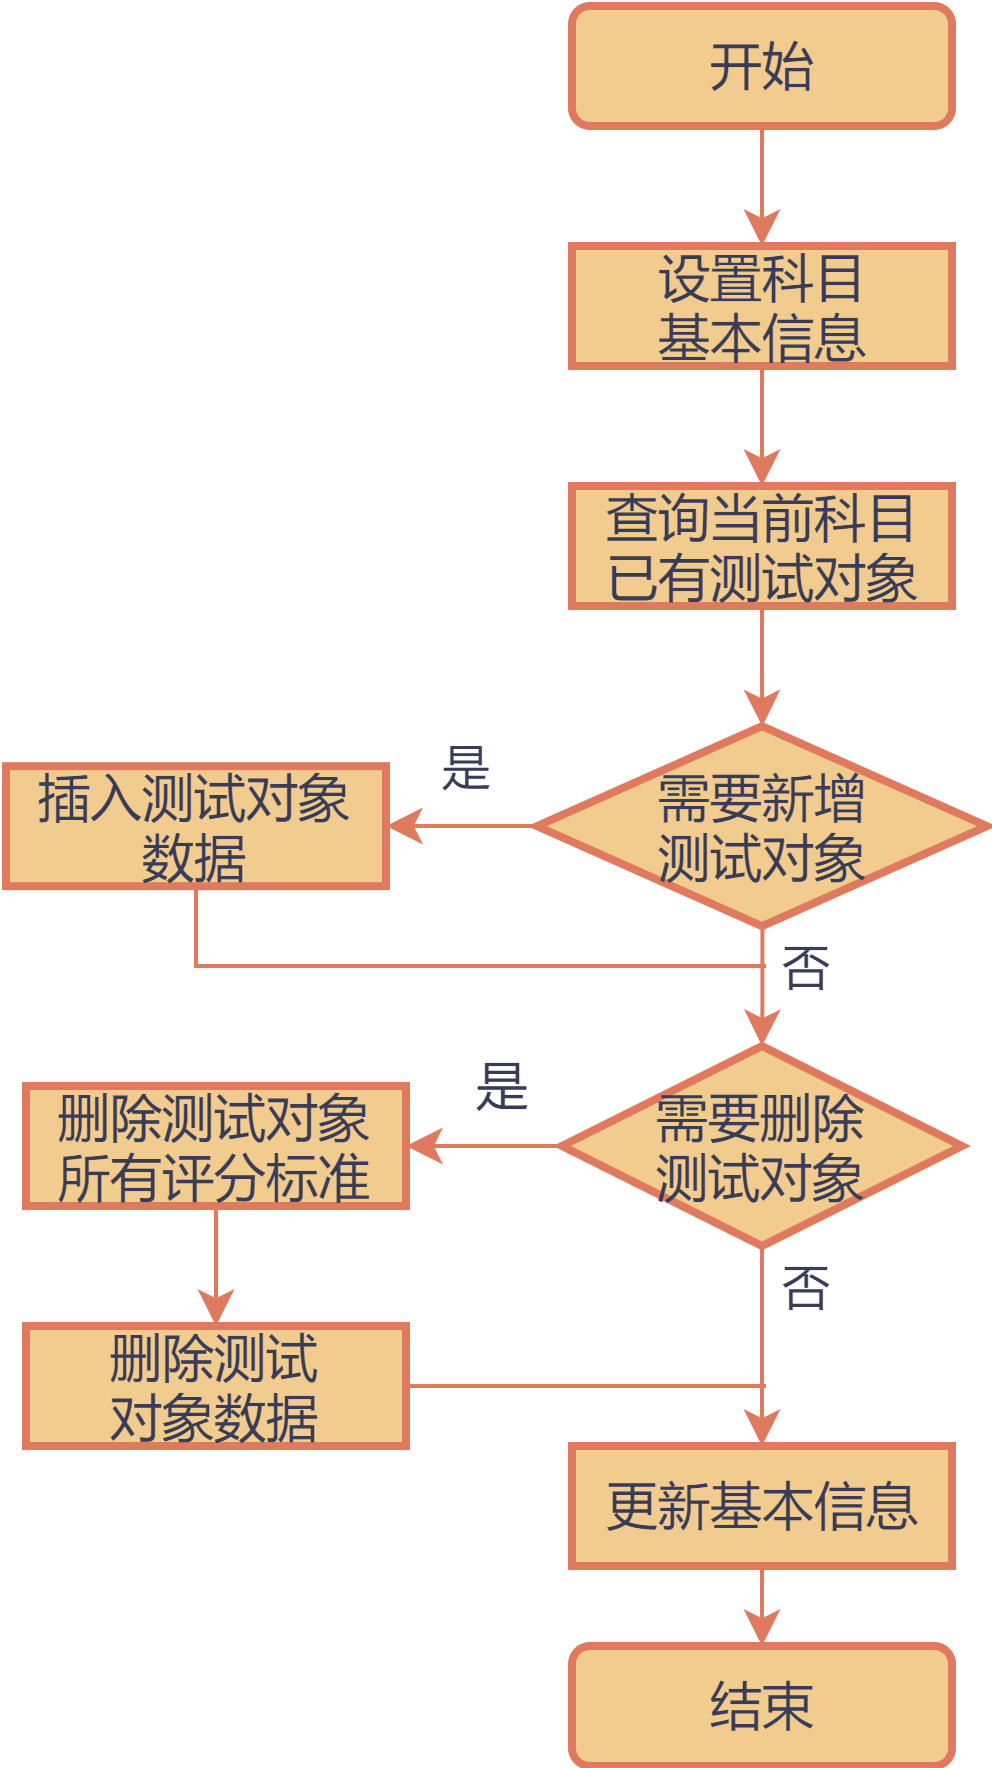 开始
设置科目
基本信息
查询当前科目
已有测试对象
需要新增
测试对象
是
插入测试对象
数据
否
需要删除
测试对象
是
删除测试对象
所有评分标准
删除测试
对象数据
否
更新基本信息
结束